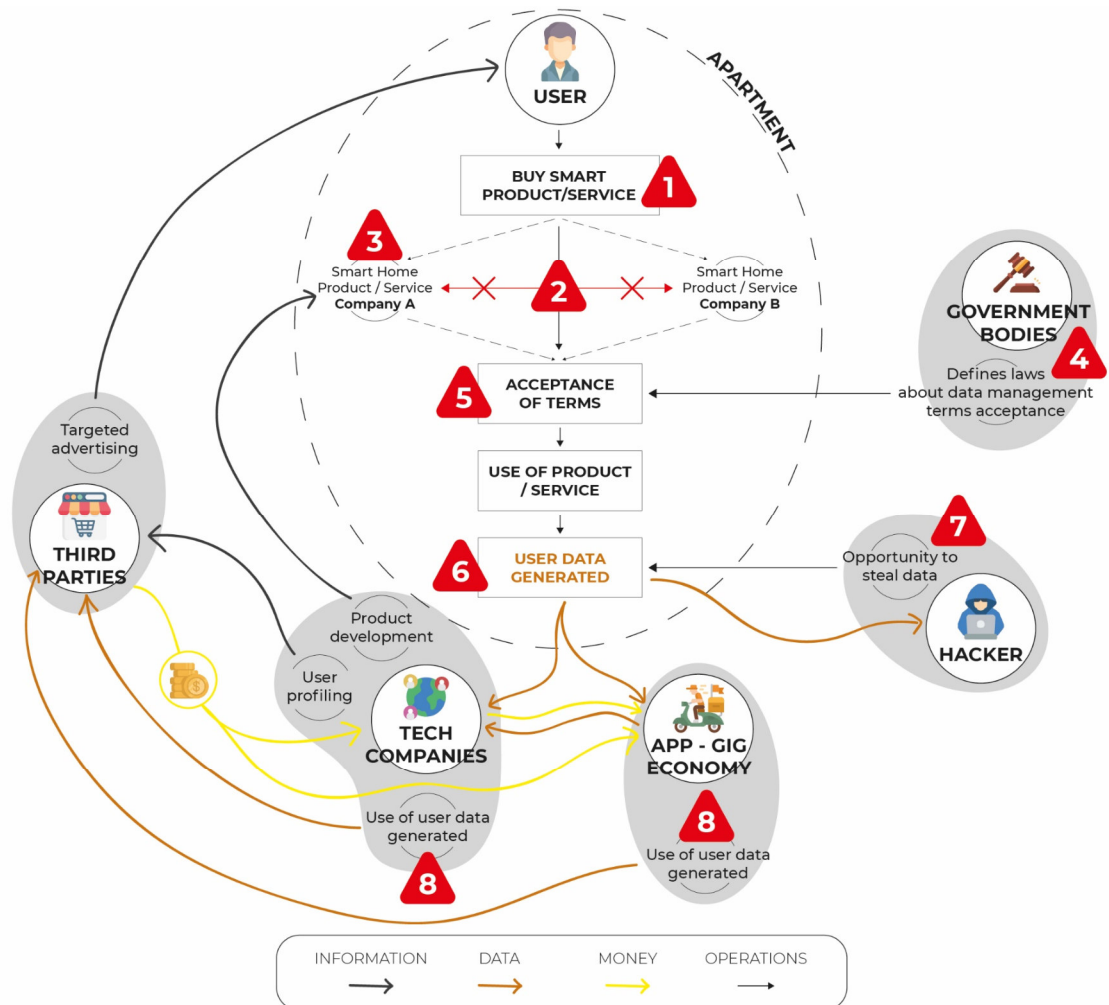 USER
APARTMENT
BUY SMART
PRODUCT/SERVICE
1
3
Smart Home
Product / Service
Company A
2
Smart Home
Product / Service
Company B
GOVERNMENT
BODIES
4
Defines laws
about data management
terms acceptance
5
ACCEPTANCE
OF TERMS
USE OF PRODUCT
/ SERVICE
Targeted
advertising
THIRD
PARTIES
6
USER DATA
GENERATED
7
Opportunity to
steal data
HACKER
Product
development
User
profiling
$
TECH
COMPANIES
APP - GIG
ECONOMY
Use of user data
generated
8
8
Use of user data
generated
INFORMATION
DATA
MONEY
OPERATIONS